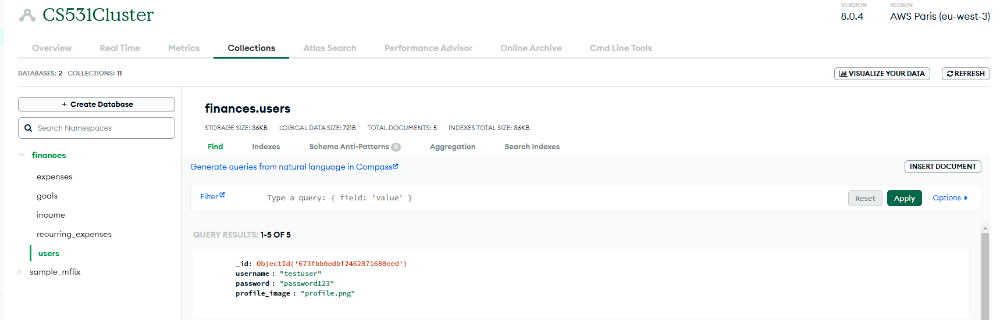 CS531Cluster
VERSION
8.0.4
REGION
AWS Paris (eu-west-3)
Overview Real Time Metrics Collections Atlas Search Performance Advisor Online Archive Cmd Line Tools
DATABASES: 2 COLLECTIONS: 11
VISUALIZE YOUR DATA REFRESH
+ Create Database
Search Namespaces
finances
expenses
goals
income
recurring_expenses
users
sample_mflix
finances.users
STORAGE SIZE: 36KB LOGICAL DATA SIZE: 721B TOTAL DOCUMENTS: 5 INDEXES TOTAL SIZE: 36KB
Find Indexes Schema Anti-Patterns 0 Aggregation Search Indexes
Generate queries from natural language in Compass
INSERT DOCUMENT
Filter Type a query: { field: 'value' } Reset Apply Options
QUERY RESULTS: 1-5 OF 5
_id: ObjectId('673fbb0edbf2462871688eed')
username : "testuser"
password : "password123"
profile_image : "profile.png"